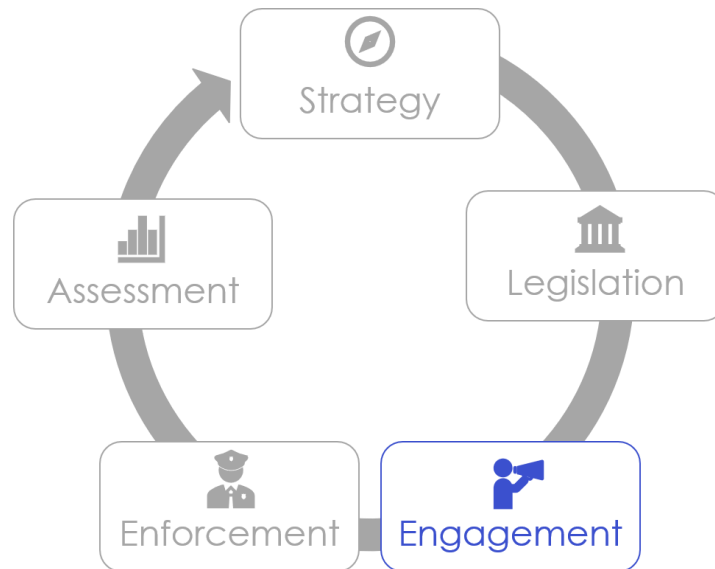 Strategy
Legislation
Engagement
Enforcement
Assessment